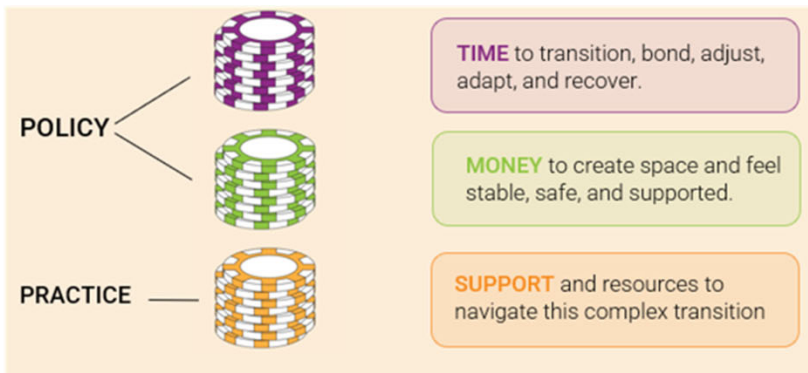 TIME to transition, bond, adjust,
adapt, and recover.
POLICY
MONEY to create space and feel
stable, safe, and supported.
PRACTICE
SUPPORT and resources to
navigate this complex transition